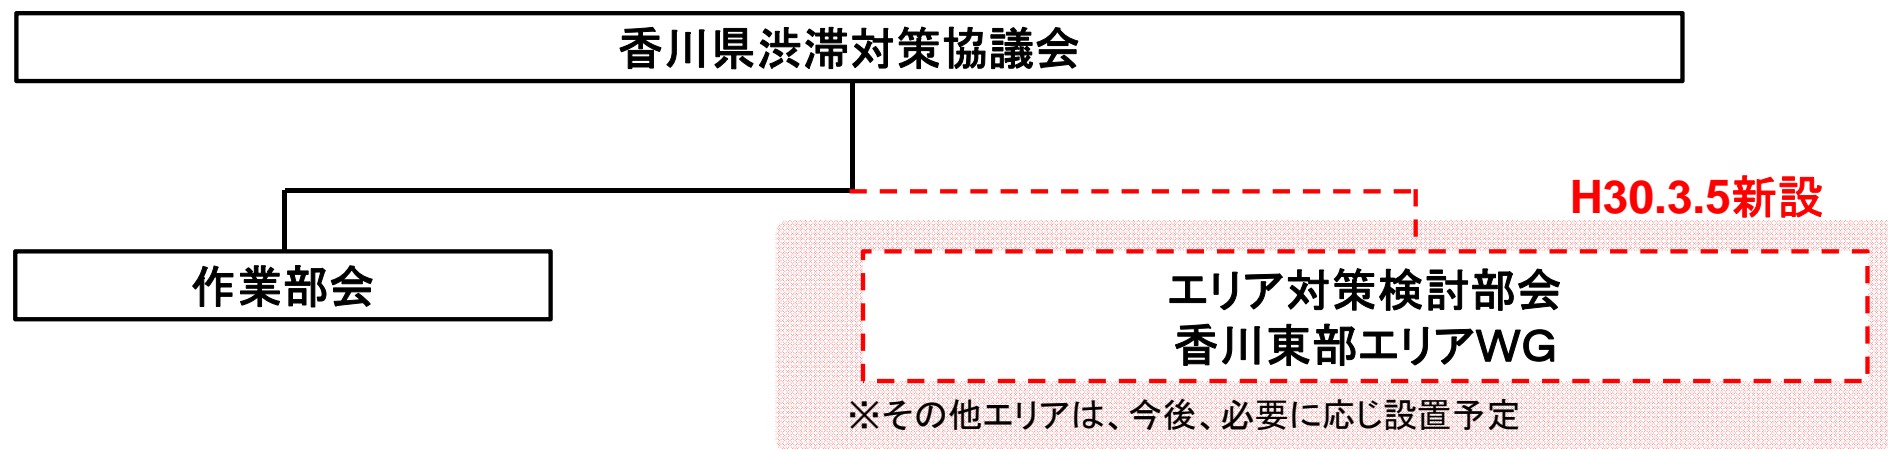 香川県渋滞対策協議会
H30.3.5新設
作業部会
エリア対策検討部会
香川東部エリアWG
※その他エリアは、今後、必要に応じ設置予定